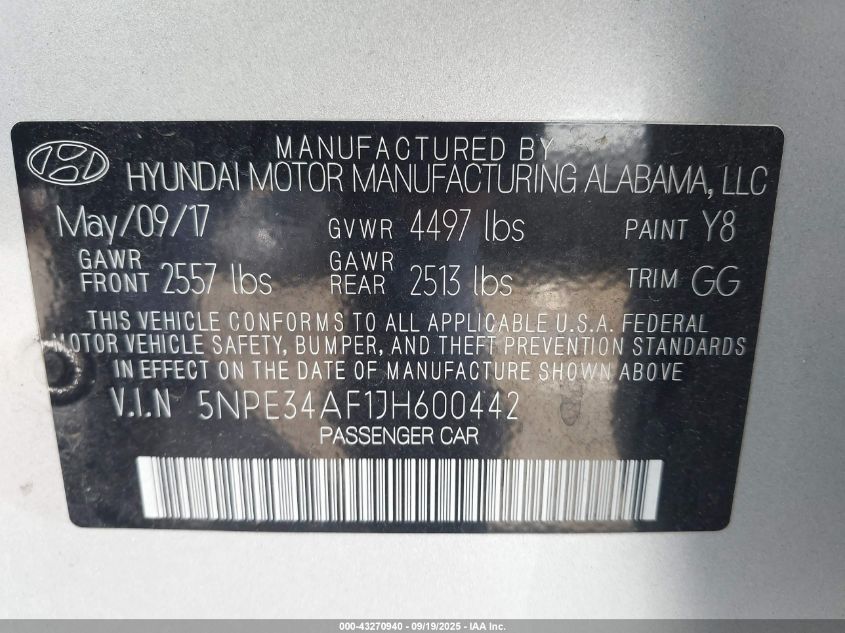 MANUFACTURED BY
HYUNDAI MOTOR MANUFACTURING ALABAMA, LLC
May/09/17 GVWR 4497 lbs PAINT Y8
GAWR FRONT 2557 lbs GAWR REAR 2513 lbs TRIM GG
THIS VEHICLE CONFORMS TO ALL APPLICABLE U.S.A. FEDERAL
MOTOR VEHICLE SAFETY, BUMPER, AND THEFT PREVENTION STANDARDS
IN EFFECT ON THE DATE OF MANUFACTURE SHOWN ABOVE.
V.I.N 5NPE34AF1JH600442
PASSENGER CAR
000-43270940 - 09/19/2025 - IAA Inc.